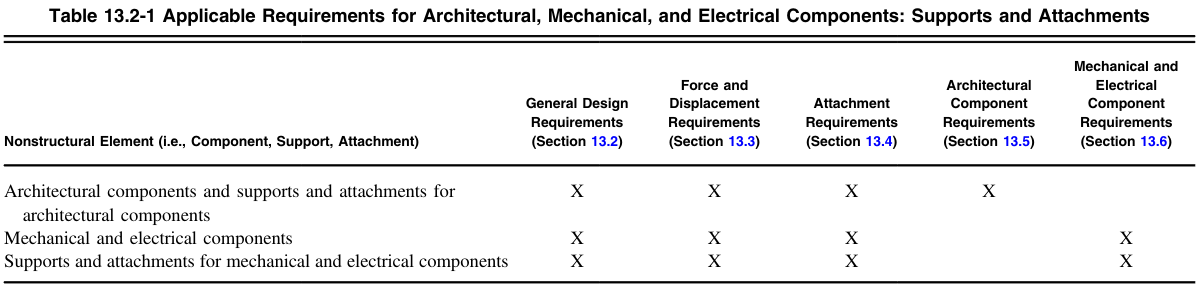 Table 13.2-1 Applicable Requirements for Architectural, Mechanical, and Electrical Components: Supports and Attachments
Nonstructural Element (i.e., Component, Support, Attachment)
General Design
Requirements
(Section 13.2)
Force and
Displacement
Requirements
(Section 13.3)
Attachment
Requirements
(Section 13.4)
Architectural
Component
Requirements
(Section 13.5)
Mechanical and
Electrical
Component
Requirements
(Section 13.6)
Architectural components and supports and attachments for X X X X
architectural components
Mechanical and electrical components X X X X
Supports and attachments for mechanical and electrical components X X X X